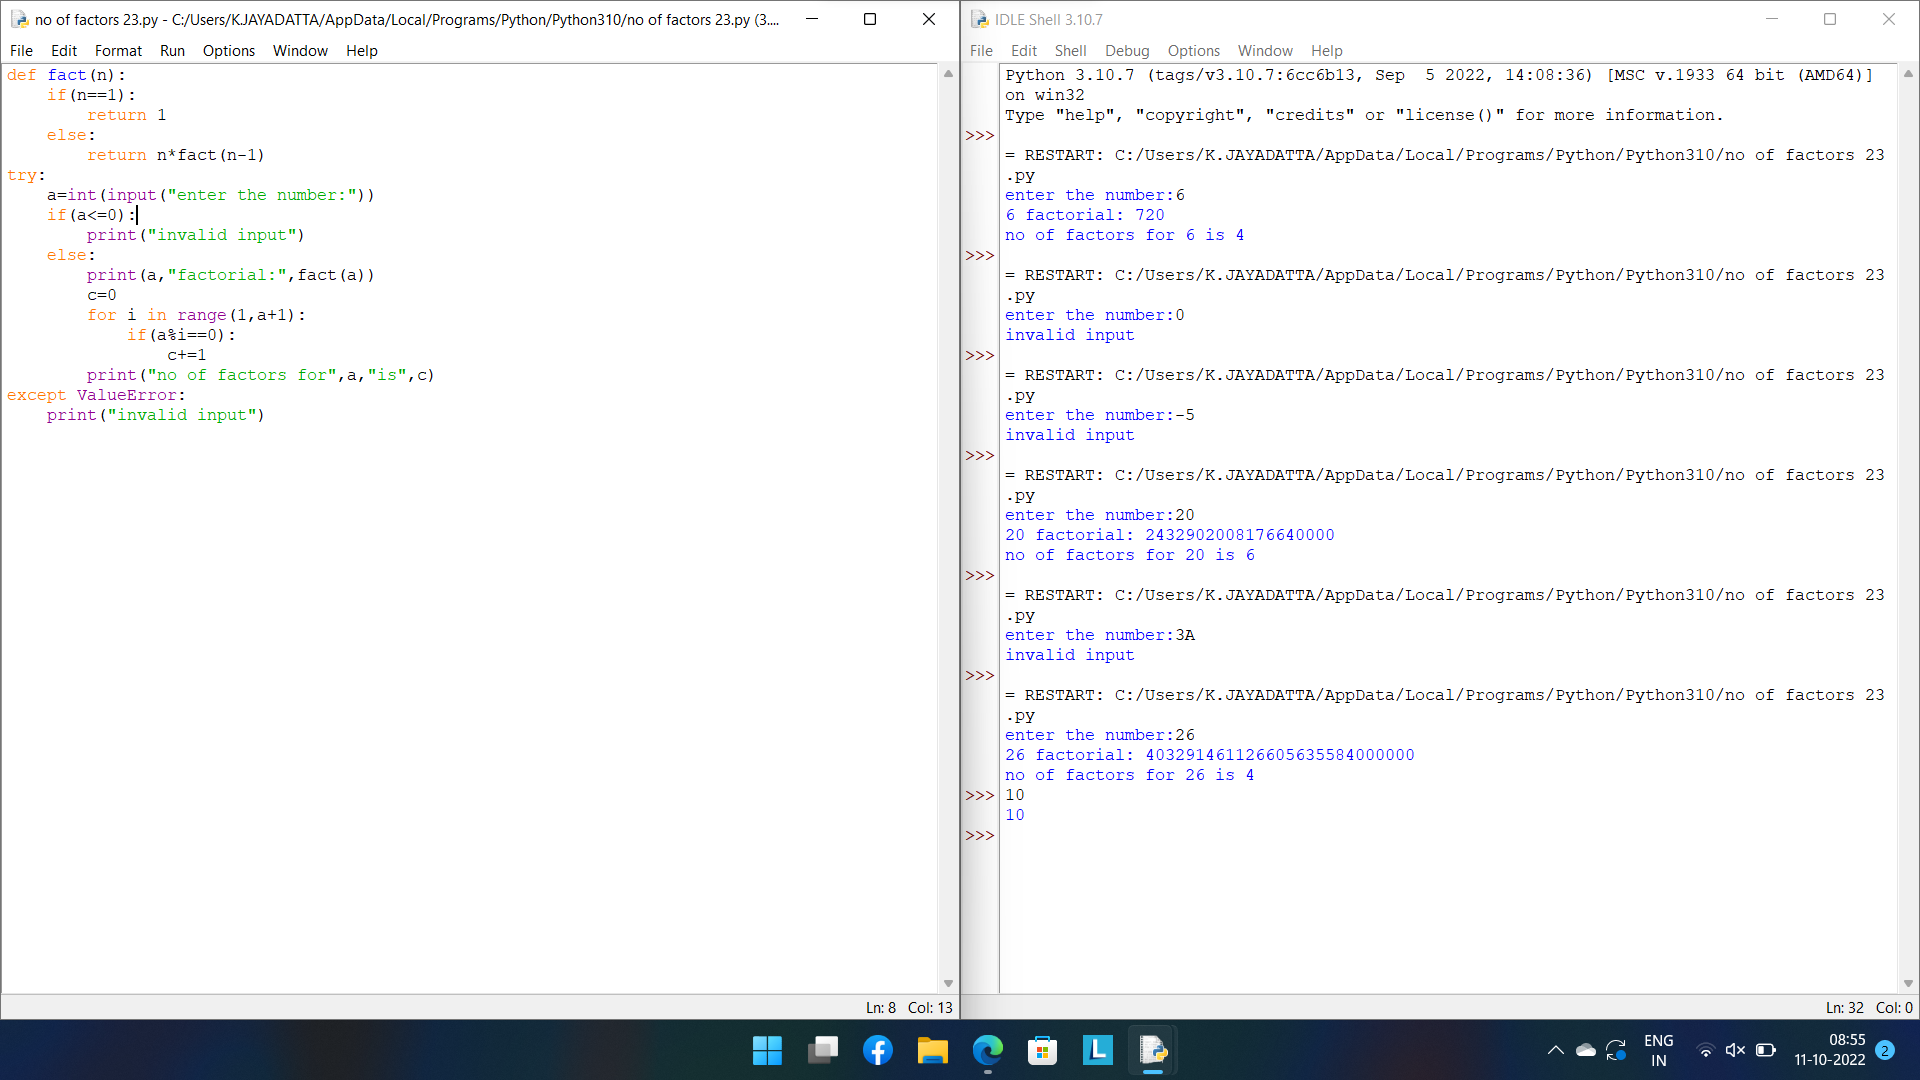 no of factors 23.py - C:/Users/K.JAYADATTA/AppData/Local/Programs/Python/Python310/no of factors 23.py (3....
File Edit Format Run Options Window Help
def fact(n):
    if(n==1):
        return 1
    else:
        return n*fact(n-1)
try:
    a=int(input("enter the number:"))
    if(a<=0):
        print("invalid input")
    else:
        print(a,"factorial:",fact(a))
        c=0
        for i in range(1,a+1):
            if(a%i==0):
                c+=1
        print("no of factors for",a,"is",c)
except ValueError:
    print("invalid input")
Ln: 8 Col: 13
IDLE Shell 3.10.7
File Edit Shell Debug Options Window Help
Python 3.10.7 (tags/v3.10.7:6cc6b13, Sep  5 2022, 14:08:36) [MSC v.1933 64 bit (AMD64)]
on win32
Type "help", "copyright", "credits" or "license()" for more information.
>>>
= RESTART: C:/Users/K.JAYADATTA/AppData/Local/Programs/Python/Python310/no of factors 23
.py
enter the number:6
6 factorial: 720
no of factors for 6 is 4
>>>
= RESTART: C:/Users/K.JAYADATTA/AppData/Local/Programs/Python/Python310/no of factors 23
.py
enter the number:0
invalid input
>>>
= RESTART: C:/Users/K.JAYADATTA/AppData/Local/Programs/Python/Python310/no of factors 23
.py
enter the number:-5
invalid input
>>>
= RESTART: C:/Users/K.JAYADATTA/AppData/Local/Programs/Python/Python310/no of factors 23
.py
enter the number:20
20 factorial: 2432902008176640000
no of factors for 20 is 6
>>>
= RESTART: C:/Users/K.JAYADATTA/AppData/Local/Programs/Python/Python310/no of factors 23
.py
enter the number:3A
invalid input
>>>
= RESTART: C:/Users/K.JAYADATTA/AppData/Local/Programs/Python/Python310/no of factors 23
.py
enter the number:26
26 factorial: 403291461126605635584000000
no of factors for 26 is 4
>>> 10
10
>>>
Ln: 32 Col: 0
L
ENG
IN
08:55
11-10-2022
2